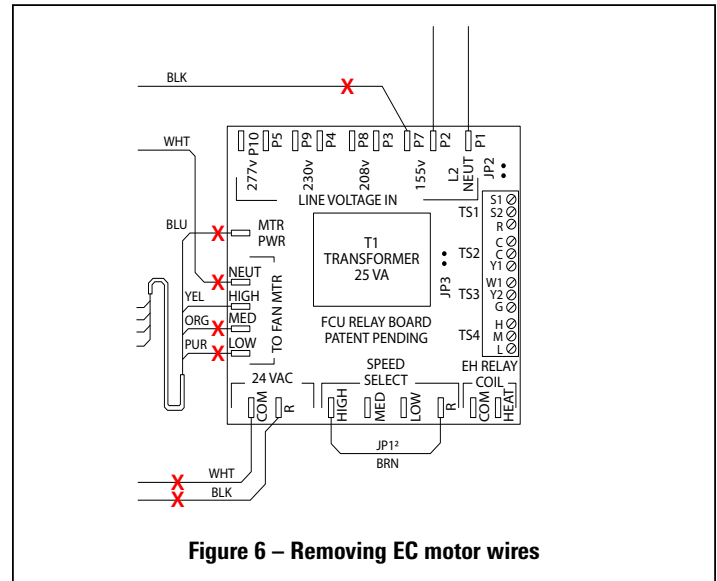 BLK
X
WHT
P10
P5
P9
P4
P8
P3
P7
P2
P1
277v
230v
208v
155v
L2
NEUT
JP2
LINE VOLTAGE IN
BLU
X
MTR
PWR
T1
TRANSFORMER
25 VA
JP3
TS1
S1
S2
R
TS2
C
C
Y1
TS3
W1
Y2
G
TS4
H
M
L
X
NEUT
YEL
HIGH
ORG
X
MED
PUR
X
LOW
TO FAN MTR
FCU RELAY BOARD
PATENT PENDING
24 VAC
COM
R
SPEED
SELECT
HIGH
MED
LOW
R
EH RELAY
COIL
COM
HEAT
JP1²
BRN
X
WHT
X
BLK
Figure 6 – Removing EC motor wires